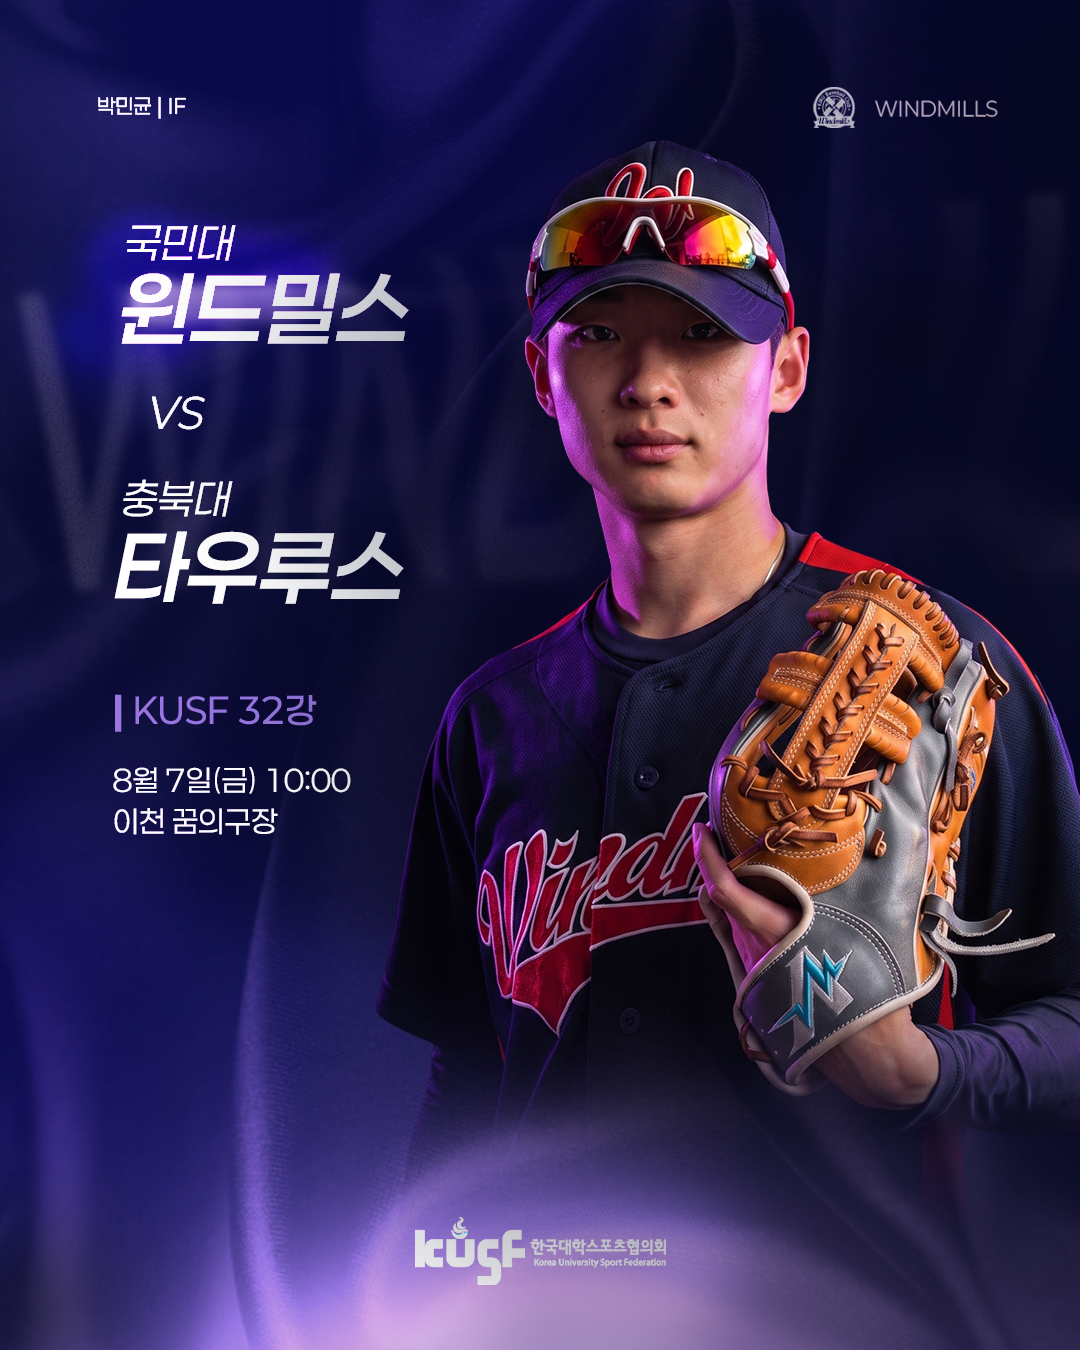 박민균 | IF
WINDMILLS
국민대
윈드밀스
VS
충북대
타우루스
KUSF 32강
8월 7일(금) 10:00
이천 꿈의구장
Windm
kusf 한국대학스포츠협의회
Korea University Sport Federation